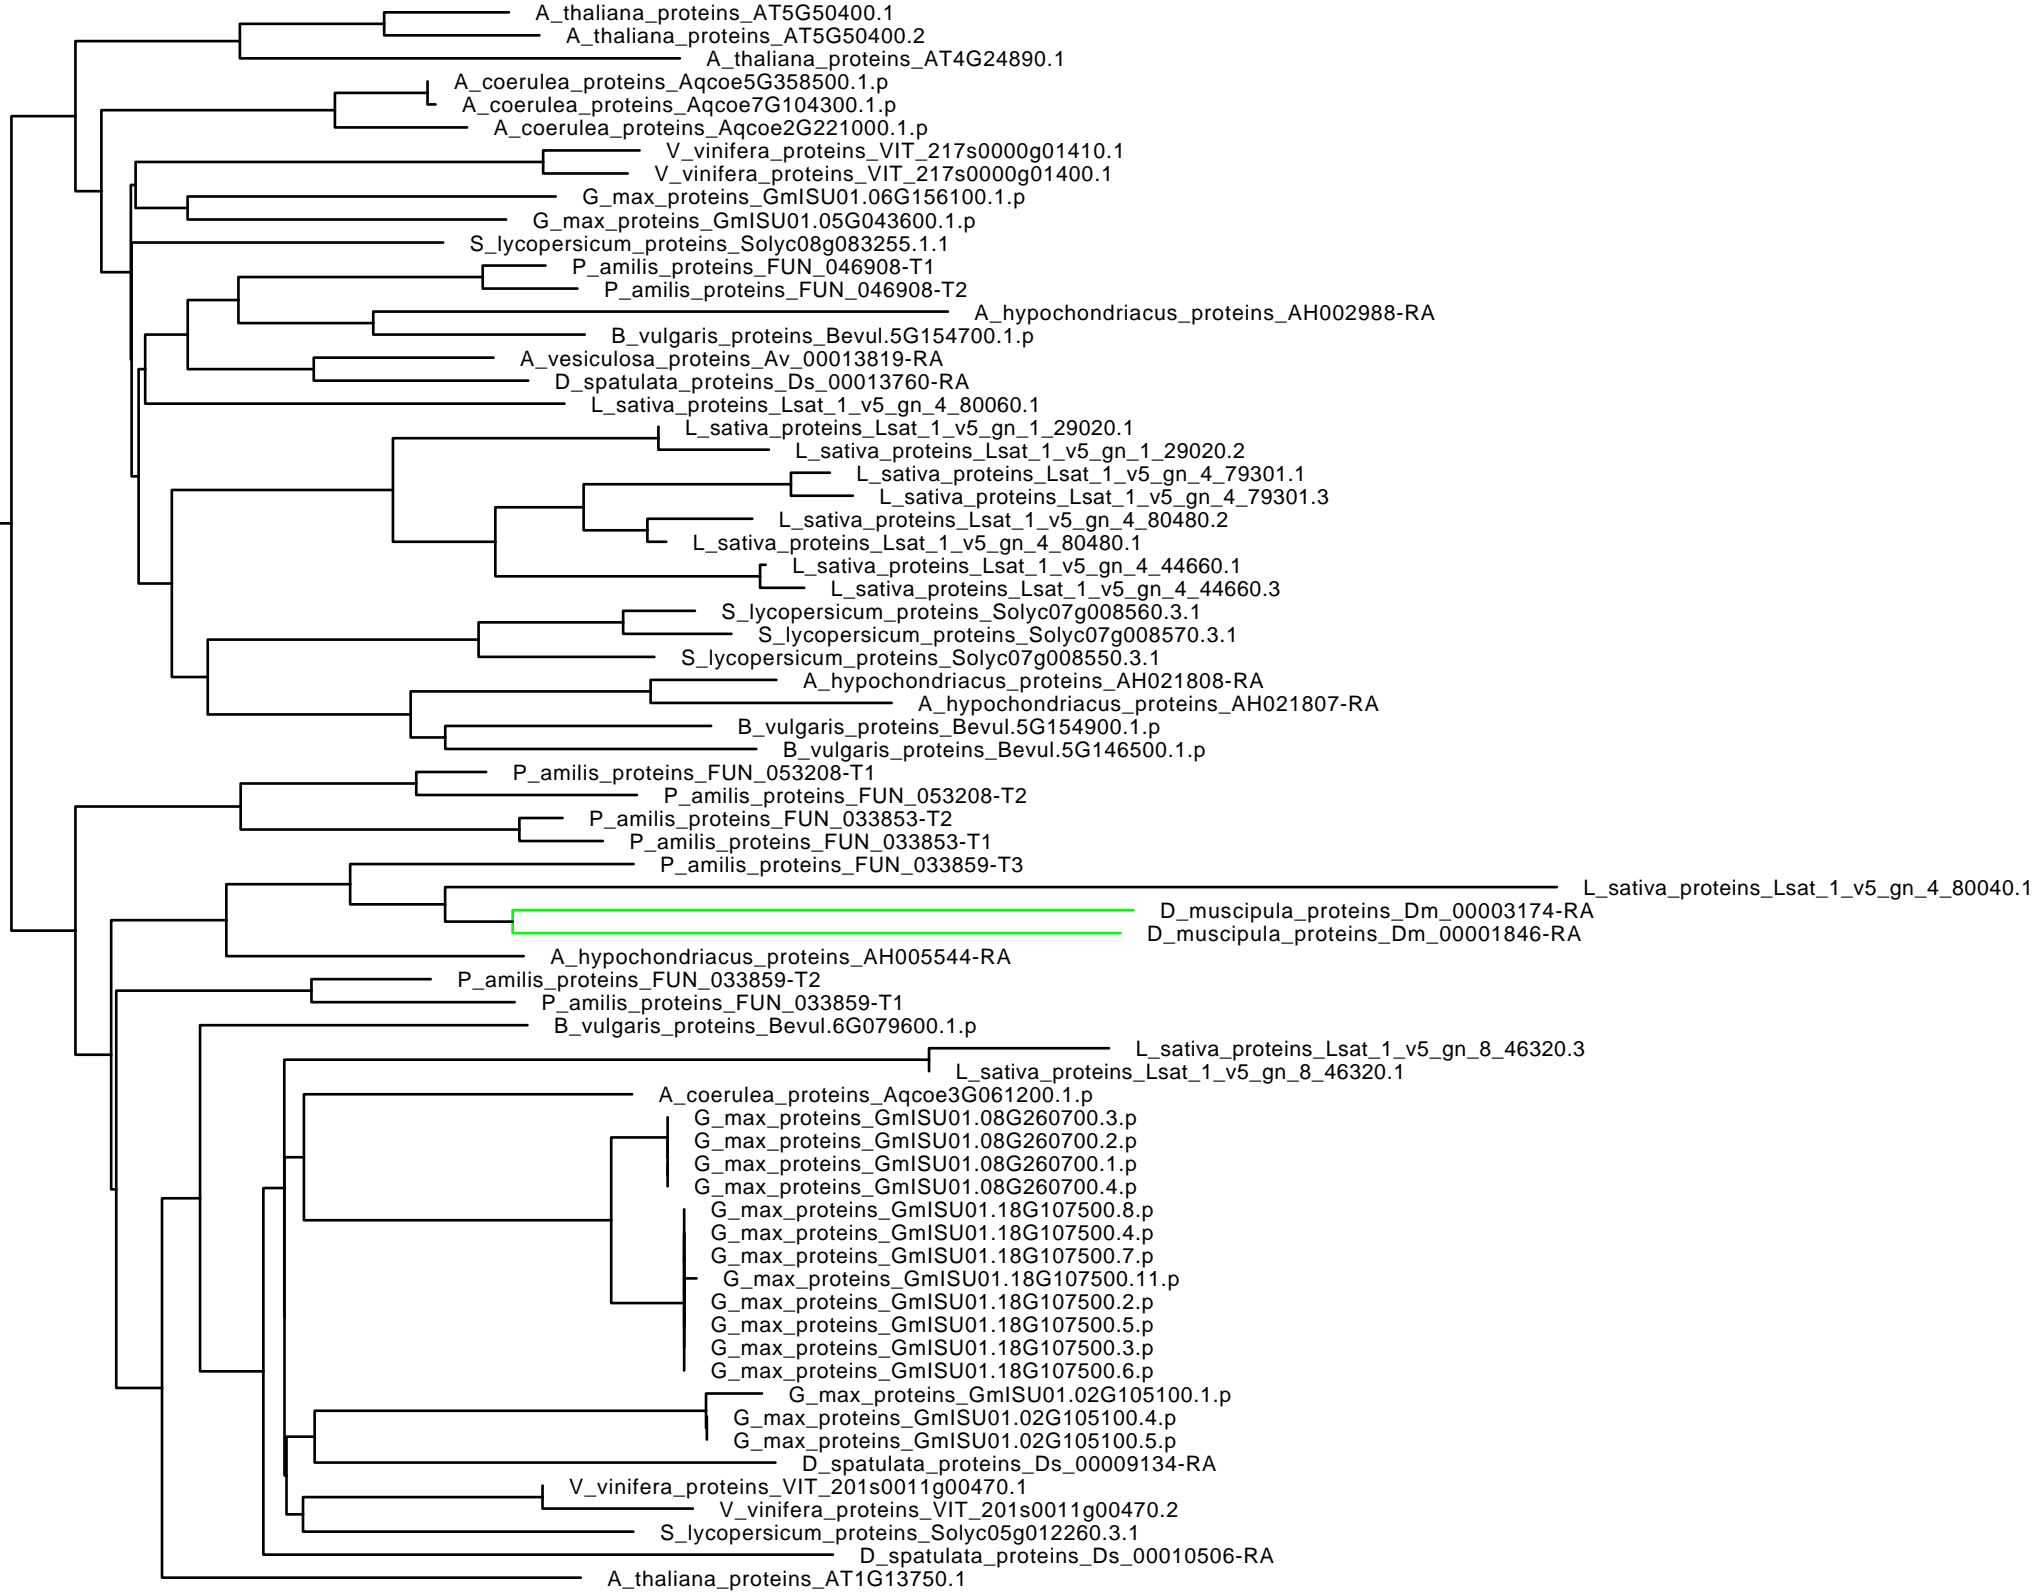 A_thaliana_proteins_AT5G50400.1
A_thaliana_proteins_AT5G50400.2
A_thaliana_proteins_AT4G24890.1
A_coerulea_proteins_Aqcoe5G358500.1.p
A_coerulea_proteins_Aqcoe7G104300.1.p
A_coerulea_proteins_Aqcoe2G221000.1.p
V_vinifera_proteins_VIT_217s0000g01410.1
V_vinifera_proteins_VIT_217s0000g01400.1
G_max_proteins_GmISU01.06G156100.1.p
G_max_proteins_GmISU01.05G043600.1.p
S_lycopersicum_proteins_Solyc08g083255.1.1
P_amilis_proteins_FUN_046908-T1
P_amilis_proteins_FUN_046908-T2
A_hypochondriacus_proteins_AH002988-RA
B_vulgaris_proteins_Bevul.5G154700.1.p
A_vesiculosa_proteins_Av_00013819-RA
D_spatulata_proteins_Ds_00013760-RA
L_sativa_proteins_Lsat_1_v5_gn_4_80060.1
L_sativa_proteins_Lsat_1_v5_gn_1_29020.1
L_sativa_proteins_Lsat_1_v5_gn_1_29020.2
L_sativa_proteins_Lsat_1_v5_gn_4_79301.1
L_sativa_proteins_Lsat_1_v5_gn_4_79301.3
L_sativa_proteins_Lsat_1_v5_gn_4_80480.2
L_sativa_proteins_Lsat_1_v5_gn_4_80480.1
L_sativa_proteins_Lsat_1_v5_gn_4_44660.1
L_sativa_proteins_Lsat_1_v5_gn_4_44660.3
S_lycopersicum_proteins_Solyc07g008560.3.1
S_lycopersicum_proteins_Solyc07g008570.3.1
S_lycopersicum_proteins_Solyc07g008550.3.1
A_hypochondriacus_proteins_AH021808-RA
A_hypochondriacus_proteins_AH021807-RA
B_vulgaris_proteins_Bevul.5G154900.1.p
B_vulgaris_proteins_Bevul.5G146500.1.p
P_amilis_proteins_FUN_053208-T1
P_amilis_proteins_FUN_053208-T2
P_amilis_proteins_FUN_033853-T2
P_amilis_proteins_FUN_033853-T1
P_amilis_proteins_FUN_033859-T3
L_sativa_proteins_Lsat_1_v5_gn_4_80040.1
D_muscipula_proteins_Dm_00003174-RA
D_muscipula_proteins_Dm_00001846-RA
A_hypochondriacus_proteins_AH005544-RA
P_amilis_proteins_FUN_033859-T2
P_amilis_proteins_FUN_033859-T1
B_vulgaris_proteins_Bevul.6G079600.1.p
L_sativa_proteins_Lsat_1_v5_gn_8_46320.3
L_sativa_proteins_Lsat_1_v5_gn_8_46320.1
A_coerulea_proteins_Aqcoe3G061200.1.p
G_max_proteins_GmISU01.08G260700.3.p
G_max_proteins_GmISU01.08G260700.2.p
G_max_proteins_GmISU01.08G260700.1.p
G_max_proteins_GmISU01.08G260700.4.p
G_max_proteins_GmISU01.18G107500.8.p
G_max_proteins_GmISU01.18G107500.4.p
G_max_proteins_GmISU01.18G107500.7.p
G_max_proteins_GmISU01.18G107500.11.p
G_max_proteins_GmISU01.18G107500.2.p
G_max_proteins_GmISU01.18G107500.5.p
G_max_proteins_GmISU01.18G107500.3.p
G_max_proteins_GmISU01.18G107500.6.p
G_max_proteins_GmISU01.02G105100.1.p
G_max_proteins_GmISU01.02G105100.4.p
G_max_proteins_GmISU01.02G105100.5.p
D_spatulata_proteins_Ds_00009134-RA
V_vinifera_proteins_VIT_201s0011g00470.1
V_vinifera_proteins_VIT_201s0011g00470.2
S_lycopersicum_proteins_Solyc05g012260.3.1
D_spatulata_proteins_Ds_00010506-RA
A_thaliana_proteins_AT1G13750.1